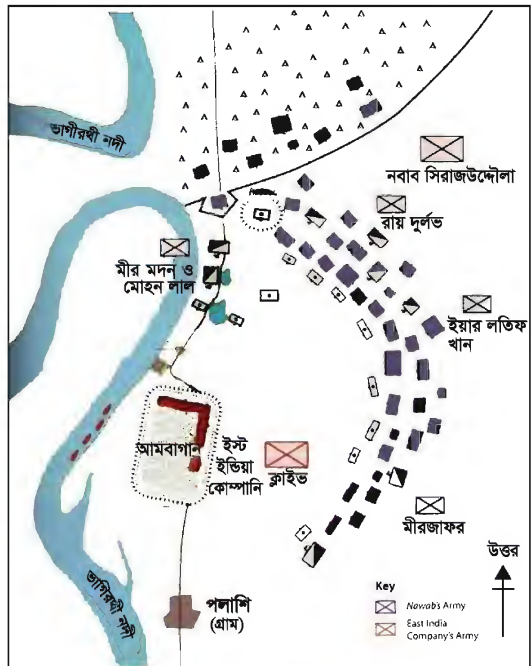 ভাগীরথী নদী
নবাব সিরাজউদ্দৌলা
রায় দুর্লভ
মীর মদন ও
মোহন লাল
ইয়ার লতিফ
খান
আমবাগান
ইস্ট
ইন্ডিয়া
কোম্পানি
ক্লাইভ
মীরজাফর
উত্তর
ভাগিরথী নদী
পলাশি
(গ্রাম)
Key
Nawab's Army
East India
Company's Army